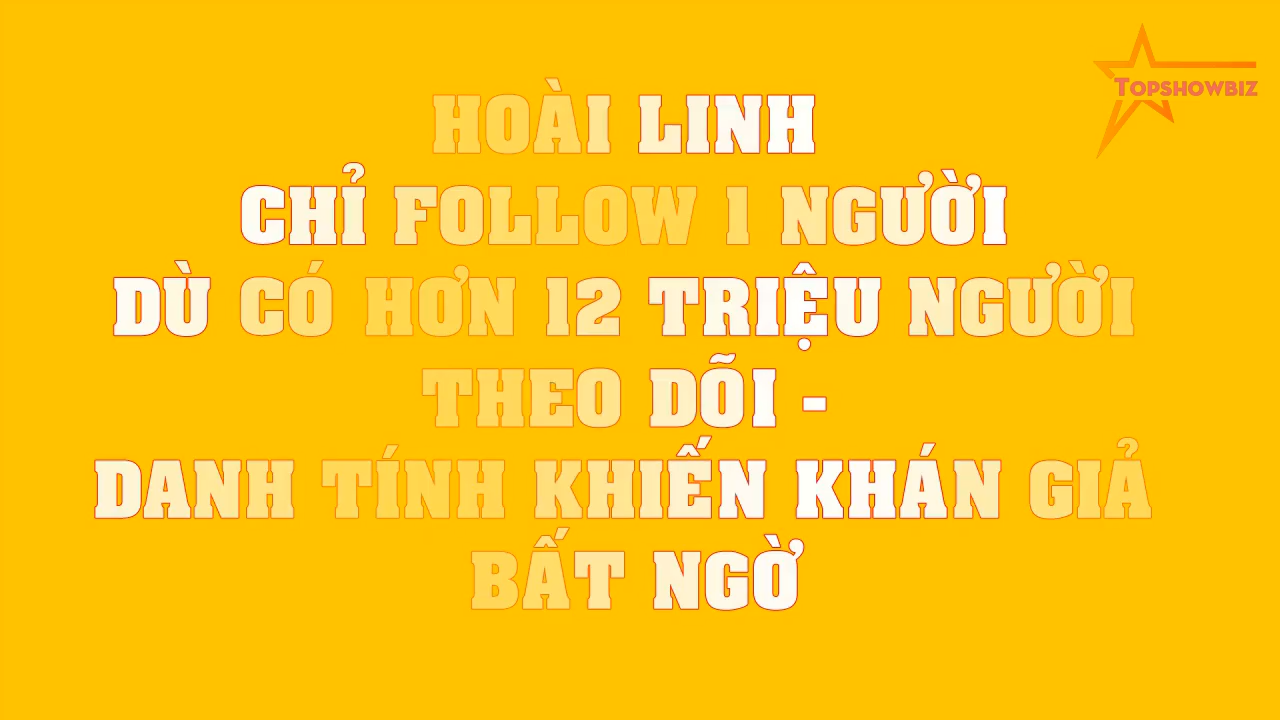 TOPSHOWBIZ
HOÀI LINH
CHỈ FOLLOW 1 NGƯỜI
DÙ CÓ HƠN 12 TRIỆU NGƯỜI
THEO DÕI -
DANH TÍNH KHIẾN KHÁN GIẢ
BẤT NGỜ